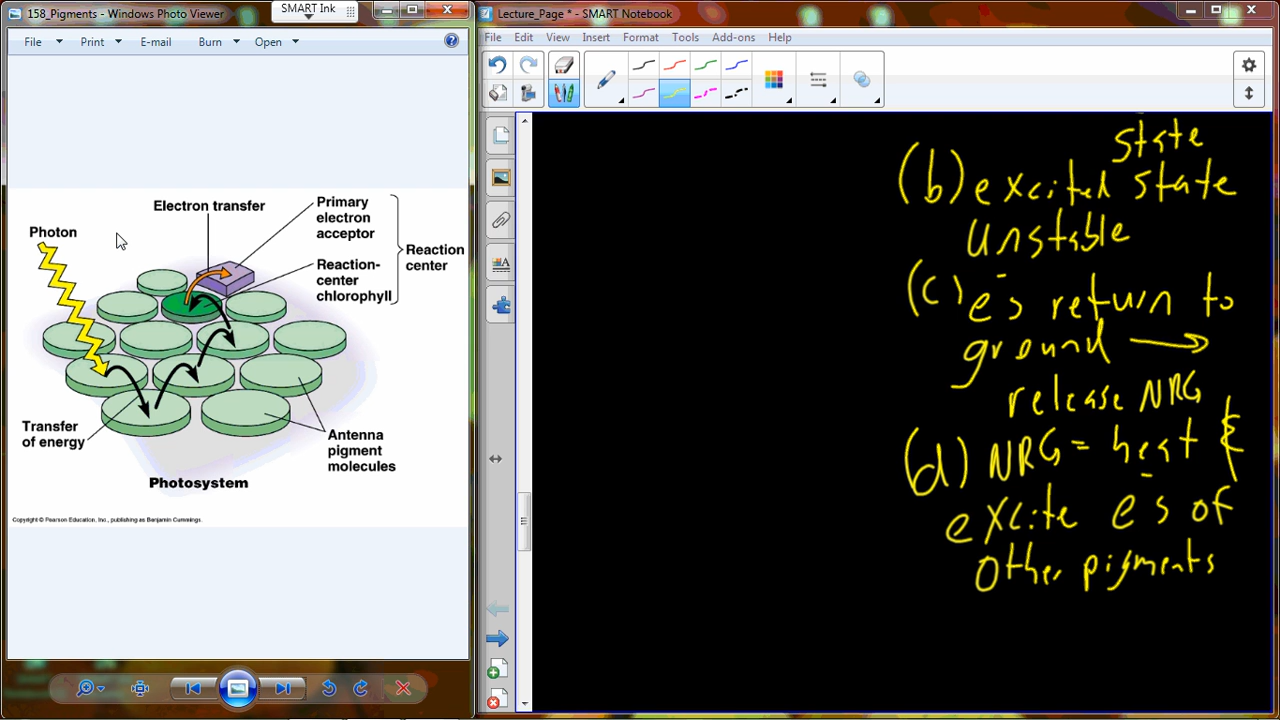 158_Pigments - Windows Photo Viewer
SMART Ink
File Print E-mail Burn Open
Photon
Electron transfer
Primary
electron
acceptor
Reaction-
center
chlorophyll
Reaction
center
Transfer
of energy
Antenna
pigment
molecules
Photosystem
Copyright © Pearson Education, Inc., publishing as Benjamin Cummings.
Lecture_Page * - SMART Notebook
File Edit View Insert Format Tools Add-ons Help
state
(b) excited state
unstable
(c) e⁻s return to
ground →
release NRG
(d) NRG = heat &
excite e⁻s of
other pigments